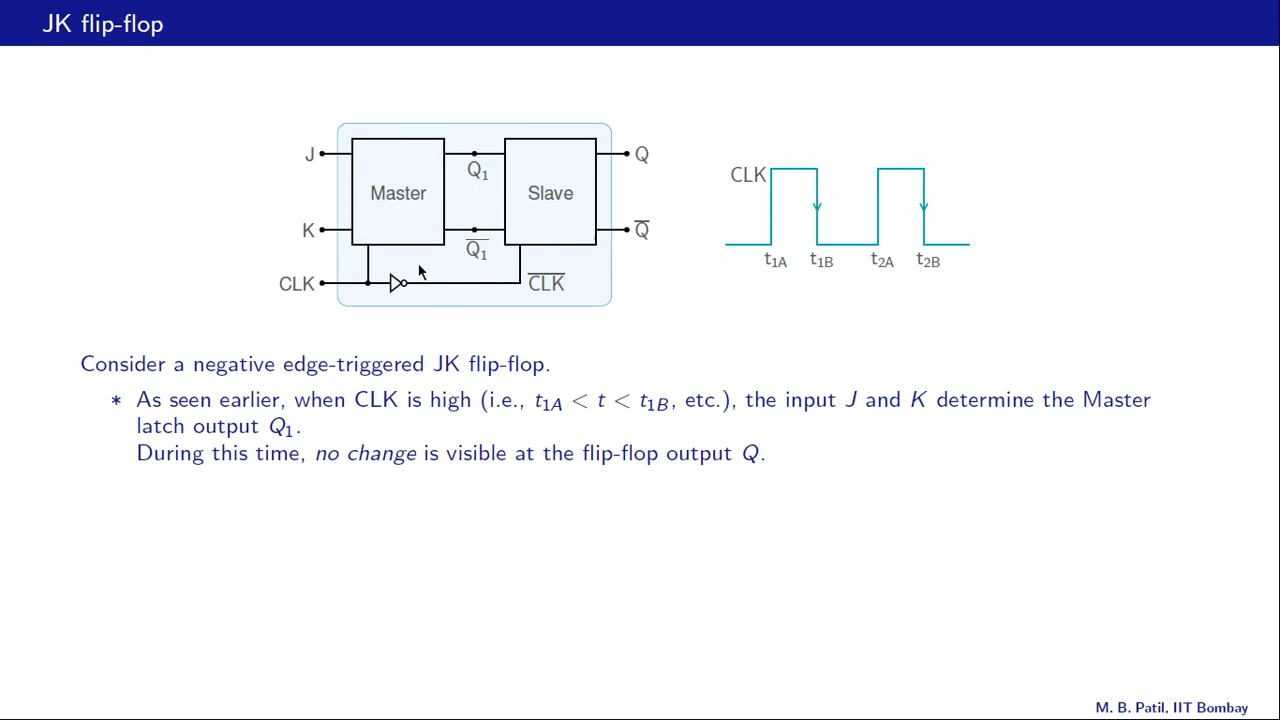 JK flip-flop
J
Master
Q₁
Slave
Q
K
Q̅₁
Q̅
CLK
C̅L̅K̅
CLK
t1A t1B t2A t2B
Consider a negative edge-triggered JK flip-flop.
* As seen earlier, when CLK is high (i.e., t1A < t < t1B, etc.), the input J and K determine the Master
latch output Q₁.
During this time, no change is visible at the flip-flop output Q.
M. B. Patil, IIT Bombay